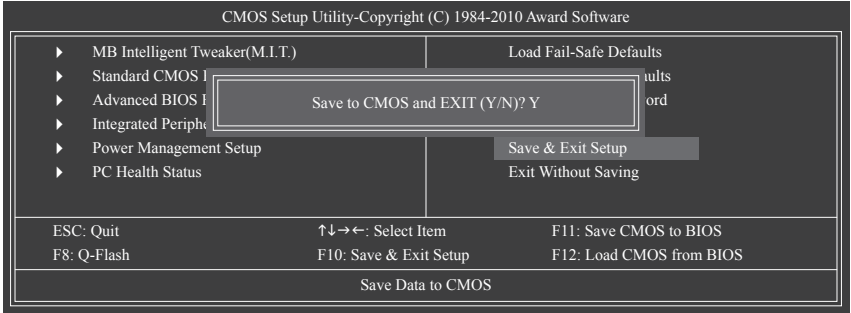 CMOS Setup Utility-Copyright (C) 1984-2010 Award Software
MB Intelligent Tweaker(M.I.T.)
Load Fail-Safe Defaults
Standard CMOS
Advanced BIOS
Integrated
Save to CMOS and EXIT (Y/N)? Y
Power Management Setup
Save & Exit Setup
PC Health Status
Exit Without Saving
ESC: Quit
↑↓→←: Select Item
F11: Save CMOS to BIOS
F8: Q-Flash
F10: Save & Exit Setup
F12: Load CMOS from BIOS
Save Data to CMOS